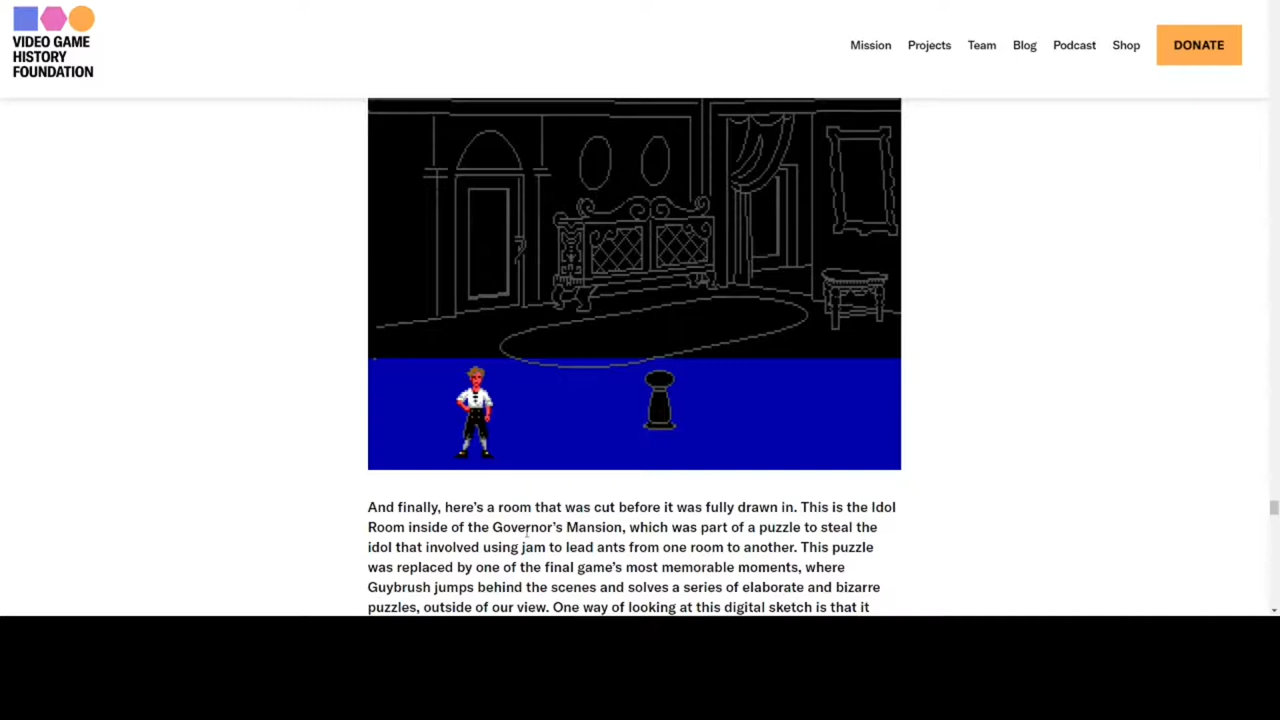 VIDEO GAME
HISTORY
FOUNDATION
Mission Projects Team Blog Podcast Shop DONATE
And finally, here's a room that was cut before it was fully drawn in. This is the Idol
Room inside of the Governor's Mansion, which was part of a puzzle to steal the
idol that involved using jam to lead ants from one room to another. This puzzle
was replaced by one of the final game's most memorable moments, where
Guybrush jumps behind the scenes and solves a series of elaborate and bizarre
puzzles, outside of our view. One way of looking at this digital sketch is that it